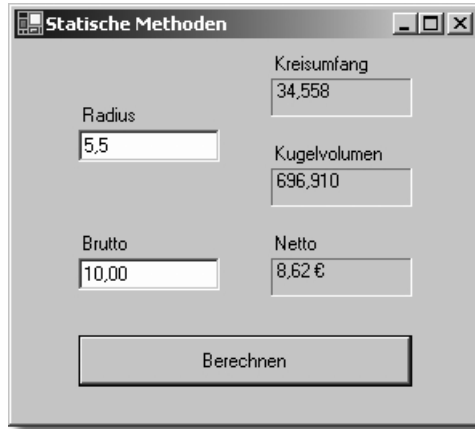 Statische Methoden
Kreisumfang
34,558
Radius
5,5
Kugelvolumen
696,910
Brutto
10,00
Netto
8,62 €
Berechnen